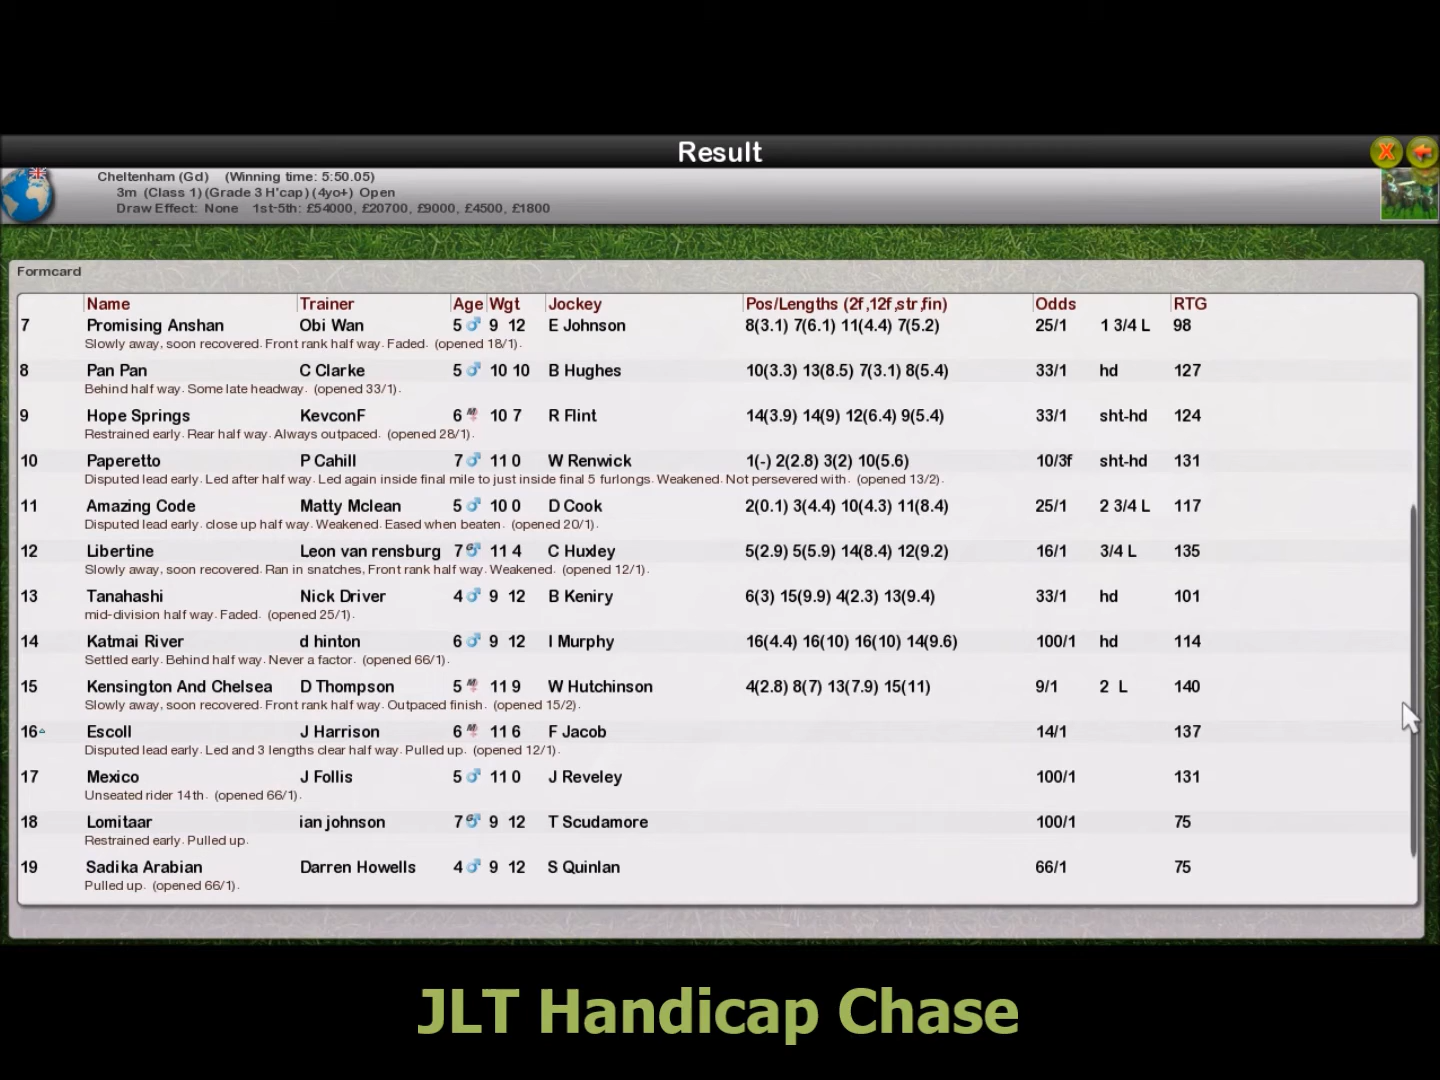 Result
Cheltenham (Gd) (Winning time: 5:50.05)
3m (Class 1) (Grade 3 H'cap) (4yo+) Open
Draw Effect: None 1st-5th: £54000, £20700, £9000, £4500, £1800
Formcard
Name Trainer Age Wgt Jockey Pos/Lengths (2f,12f,str,fin) Odds RTG
7 Promising Anshan Obi Wan 5 9 12 E Johnson 8(3.1) 7(6.1) 11(4.4) 7(5.2) 25/1 1 3/4 L 98
Slowly away, soon recovered. Front rank half way. Faded. (opened 18/1).
8 Pan Pan C Clarke 5 10 10 B Hughes 10(3.3) 13(8.5) 7(3.1) 8(5.4) 33/1 hd 127
Behind half way. Some late headway. (opened 33/1).
9 Hope Springs KevconF 6 10 7 R Flint 14(3.9) 14(9) 12(6.4) 9(5.4) 33/1 sht-hd 124
Restrained early. Rear half way. Always outpaced. (opened 28/1).
10 Paperetto P Cahill 7 11 0 W Renwick 1(-) 2(2.8) 3(2) 10(5.6) 10/3f sht-hd 131
Disputed lead early. Led after half way. Led again inside final mile to just inside final 5 furlongs. Weakened. Not persevered with. (opened 13/2).
11 Amazing Code Matty Mclean 5 10 0 D Cook 2(0.1) 3(4.4) 10(4.3) 11(8.4) 25/1 2 3/4 L 117
Disputed lead early. close up half way. Weakened. Eased when beaten. (opened 20/1).
12 Libertine Leon van rensburg 7 11 4 C Huxley 5(2.9) 5(5.9) 14(8.4) 12(9.2) 16/1 3/4 L 135
Slowly away, soon recovered. Ran in snatches, Front rank half way. Weakened. (opened 12/1).
13 Tanahashi Nick Driver 4 9 12 B Keniry 6(3) 15(9.9) 4(2.3) 13(9.4) 33/1 hd 101
mid-division half way. Faded. (opened 25/1).
14 Katmai River d hinton 6 9 12 I Murphy 16(4.4) 16(10) 16(10) 14(9.6) 100/1 hd 114
Settled early. Behind half way. Never a factor. (opened 66/1).
15 Kensington And Chelsea D Thompson 5 11 9 W Hutchinson 4(2.8) 8(7) 13(7.9) 15(11) 9/1 2 L 140
Slowly away, soon recovered. Front rank half way. Outpaced finish. (opened 15/2).
16 Escoll J Harrison 6 11 6 F Jacob 14/1 137
Disputed lead early. Led and 3 lengths clear half way. Pulled up. (opened 12/1).
17 Mexico J Follis 5 11 0 J Reveley 100/1 131
Unseated rider 14th. (opened 66/1).
18 Lomitaar ian johnson 7 9 12 T Scudamore 100/1 75
Restrained early. Pulled up.
19 Sadika Arabian Darren Howells 4 9 12 S Quinlan 66/1 75
Pulled up. (opened 66/1).
JLT Handicap Chase